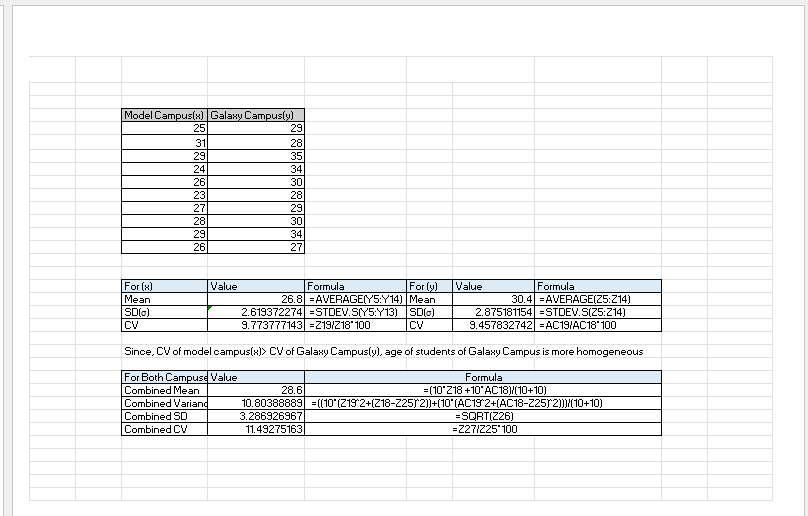 Model Campus(x) Galaxy Campus(y)
25 29
31 28
29 35
24 34
26 30
23 28
27 29
28 30
29 34
26 27
For (x) Value Formula For (y) Value Formula
Mean 26.8 =AVERAGE(Y5:Y14) Mean 30.4 =AVERAGE(Z5:Z14)
SD(σ) 2.619372274 =STDEV.S(Y5:Y13) SD(σ) 2.875181154 =STDEV.S(Z5:Z14)
CV 9.773777143 =Z19/Z18*100 CV 9.457832742 =AC19/AC18*100
Since, CV of model campus(x)> CV of Galaxy Campus(y), age of students of Galaxy Campus is more homogeneous
For Both Campuse Value Formula
Combined Mean 28.6 =(10*Z18 +10*AC18)/(10+10)
Combined Varianc 10.80388889 =((10*(Z19^2+(Z18-Z25)^2))+(10*(AC19^2+(AC18-Z25)^2)))/(10+10)
Combined SD 3.286926967 =SQRT(Z26)
Combined CV 11.49275163 =Z27/Z25*100